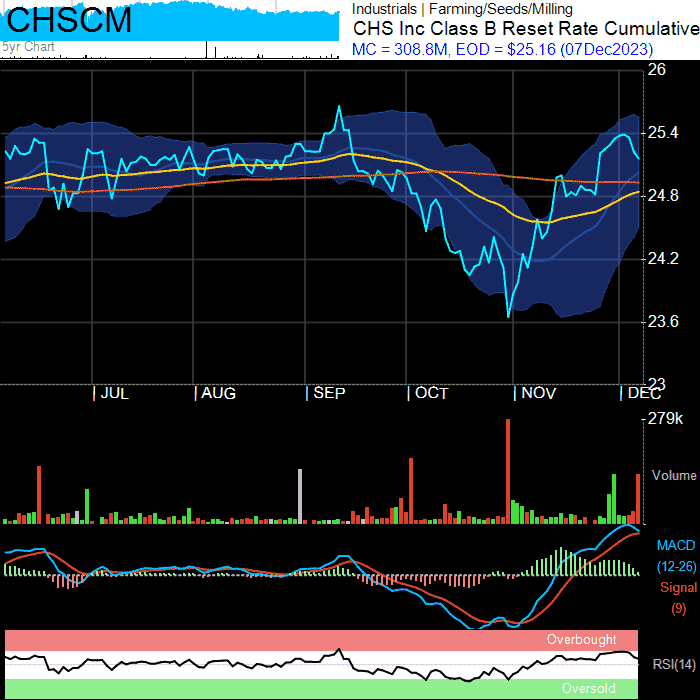 CHSCM
5yr Chart
Industrials | Farming/Seeds/Milling
CHS Inc Class B Reset Rate Cumulative
MC = 308.8M, EOD = $25.16 (07Dec2023)
26
25.4
24.8
24.2
23.6
23
| JUL | AUG | SEP | OCT | NOV | DEC
279k
Volume
MACD
(12-26)
Signal
(9)
Overbought
RSI(14)
Oversold